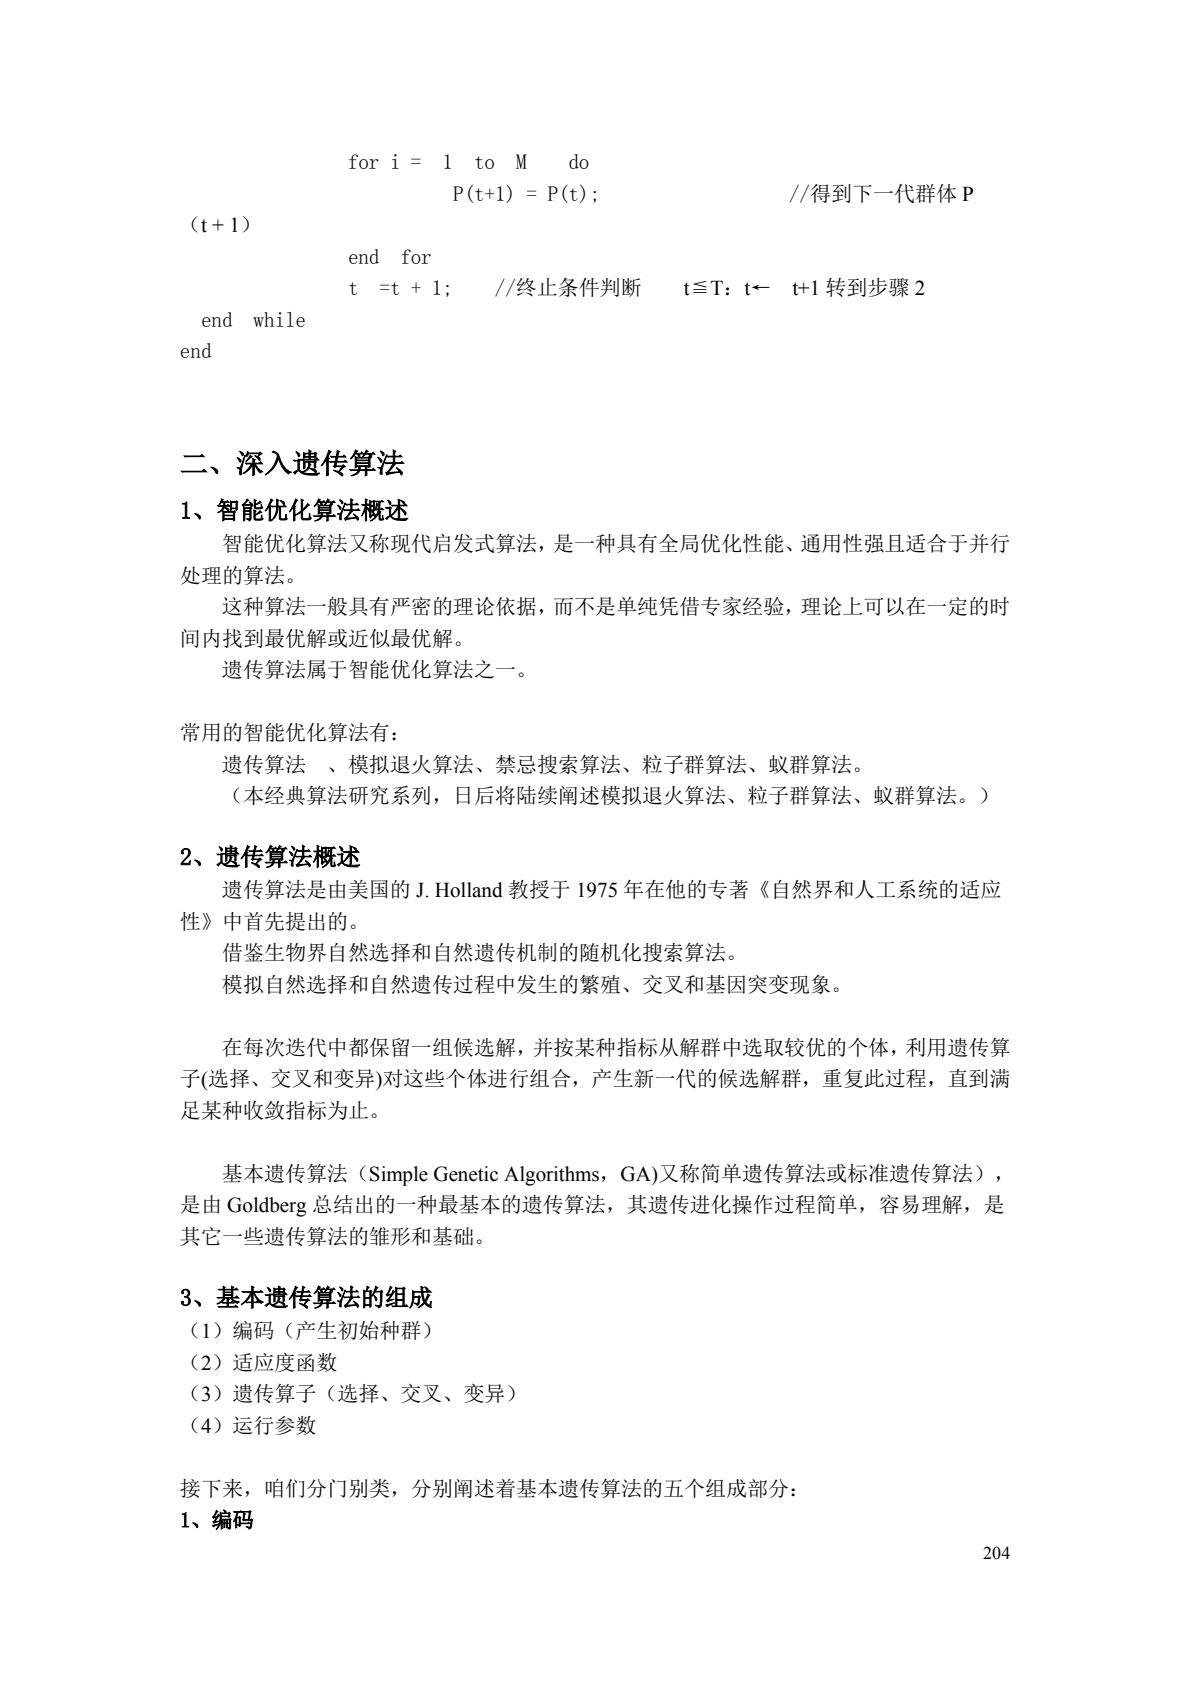 for i = 1 to M do
P(t+1) = P(t); //得到下一代群体 P
（t + 1）
end for
t =t + 1; //终止条件判断 t≦T：t← t+1 转到步骤 2
end while
end
二、深入遗传算法
1、智能优化算法概述
智能优化算法又称现代启发式算法，是一种具有全局优化性能、通用性强且适合于并行
处理的算法。
这种算法一般具有严密的理论依据，而不是单纯凭借专家经验，理论上可以在一定的时
间内找到最优解或近似最优解。
遗传算法属于智能优化算法之一。
常用的智能优化算法有：
遗传算法 、模拟退火算法、禁忌搜索算法、粒子群算法、蚁群算法。
（本经典算法研究系列，日后将陆续阐述模拟退火算法、粒子群算法、蚁群算法。）
2、遗传算法概述
遗传算法是由美国的 J. Holland 教授于 1975 年在他的专著《自然界和人工系统的适应
性》中首先提出的。
借鉴生物界自然选择和自然遗传机制的随机化搜索算法。
模拟自然选择和自然遗传过程中发生的繁殖、交叉和基因突变现象。
在每次迭代中都保留一组候选解，并按某种指标从解群中选取较优的个体，利用遗传算
子(选择、交叉和变异)对这些个体进行组合，产生新一代的候选解群，重复此过程，直到满
足某种收敛指标为止。
基本遗传算法（Simple Genetic Algorithms，GA)又称简单遗传算法或标准遗传算法），
是由 Goldberg 总结出的一种最基本的遗传算法，其遗传进化操作过程简单，容易理解，是
其它一些遗传算法的雏形和基础。
3、基本遗传算法的组成
（1）编码（产生初始种群）
（2）适应度函数
（3）遗传算子（选择、交叉、变异）
（4）运行参数
接下来，咱们分门别类，分别阐述着基本遗传算法的五个组成部分：
1、编码
204